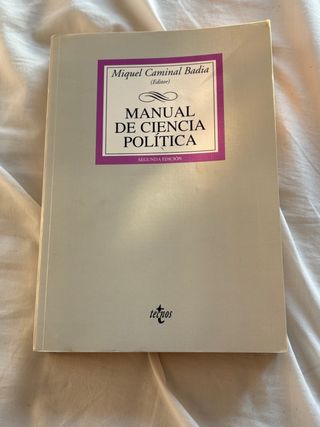 Miquel Caminal Badia
(Editor)
MANUAL
DE CIENCIA
POLÍTICA
SEGUNDA EDICIÓN
tecnos